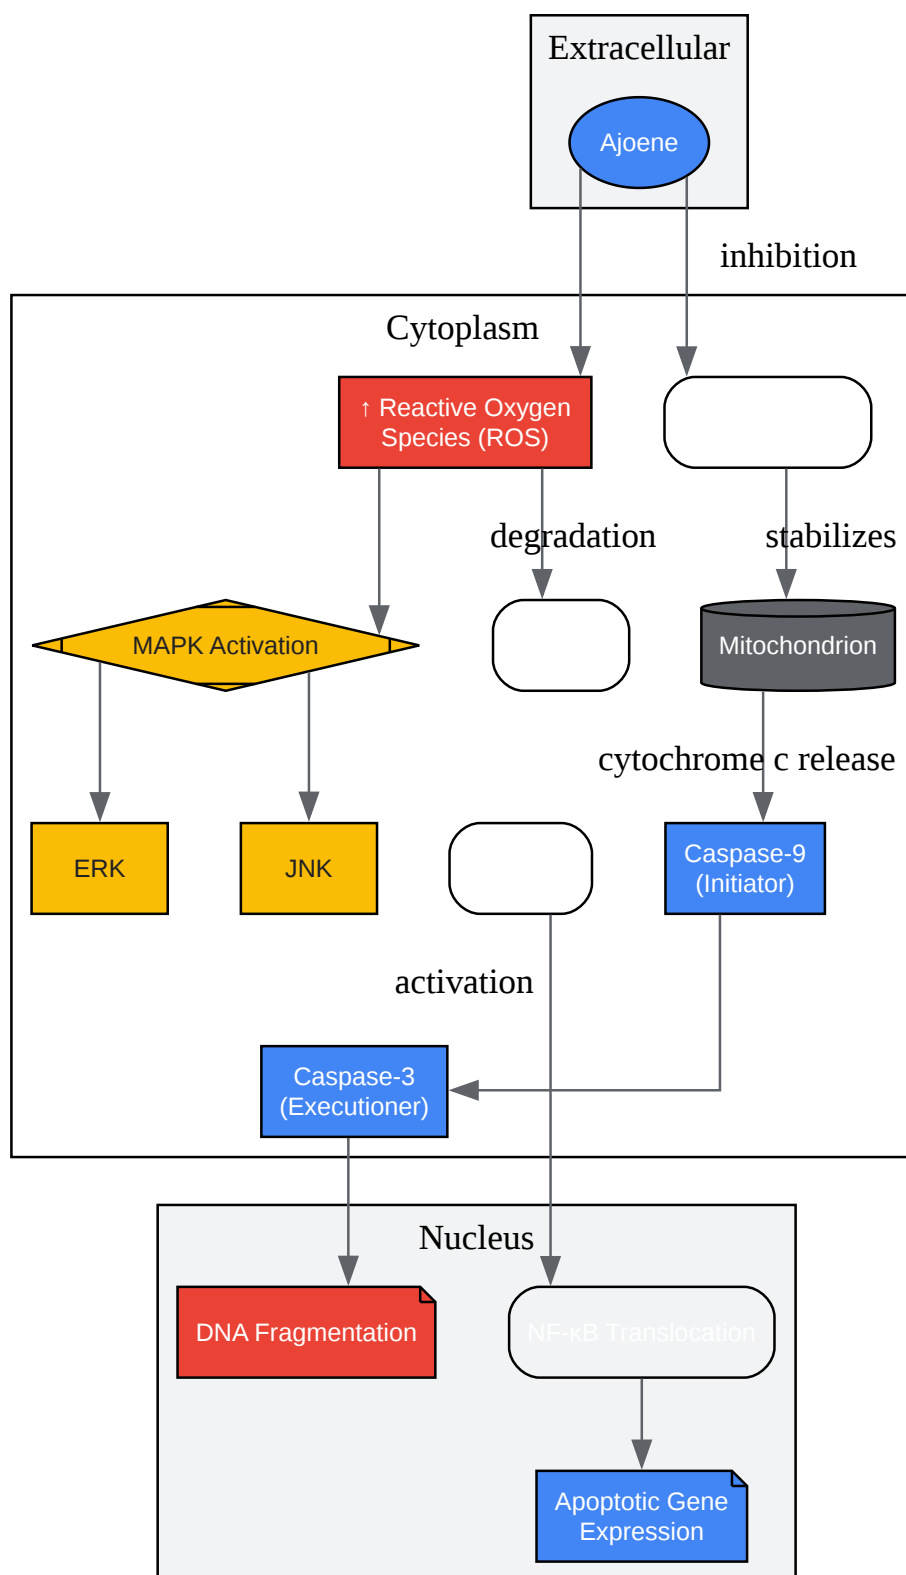 Extracellular
Ajoene
inhibition
Cytoplasm
↑ Reactive Oxygen
Species (ROS)
degradation
stabilizes
MAPK Activation
Mitochondrion
cytochrome c release
ERK
JNK
Caspase-9
(Initiator)
activation
Caspase-3
(Executioner)
Nucleus
DNA Fragmentation
NF-κB Translocation
Apoptotic Gene
Expression